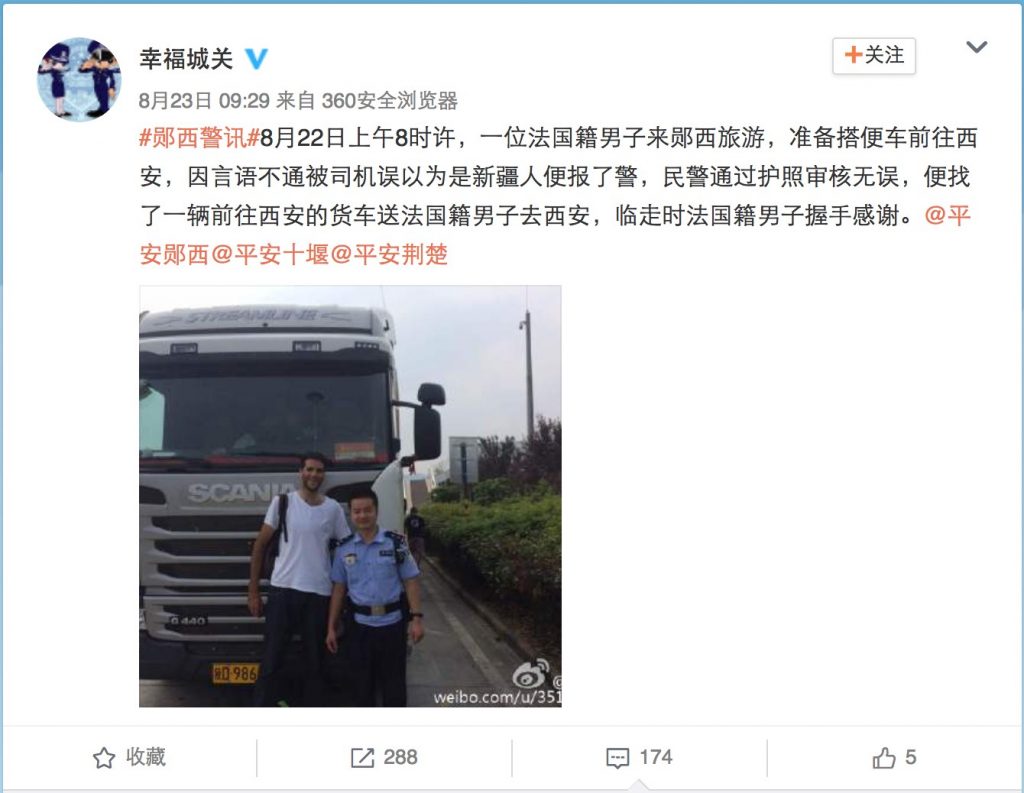 幸福城关
+关注
8月23日 09:29 来自 360安全浏览器
#郧西警讯#8月22日上午8时许，一位法国籍男子来郧西旅游，准备搭便车前往西
安，因言语不通被司机误以为是新疆人便报了警，民警通过护照审核无误，便找
了一辆前往西安的货车送法国籍男子去西安，临走时法国籍男子握手感谢。@平
安郧西@平安十堰@平安荆楚
STREAMLINE
SCANIA
G 440
D 986
weibo.com/u/351
收藏
288
174
5